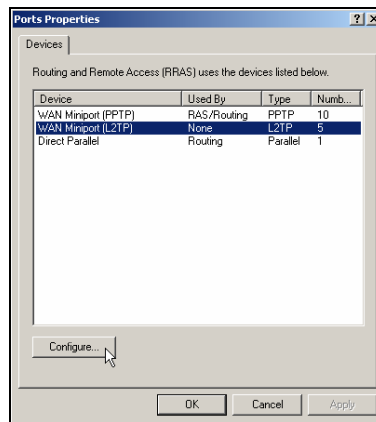 Ports Properties ? ×
Devices
Routing and Remote Access (RRAS) uses the devices listed below.
Device Used By Type Numb...
WAN Miniport (PPTP) RAS/Routing PPTP 10
WAN Miniport (L2TP) None L2TP 5
Direct Parallel Routing Parallel 1
Configure...
OK Cancel Apply